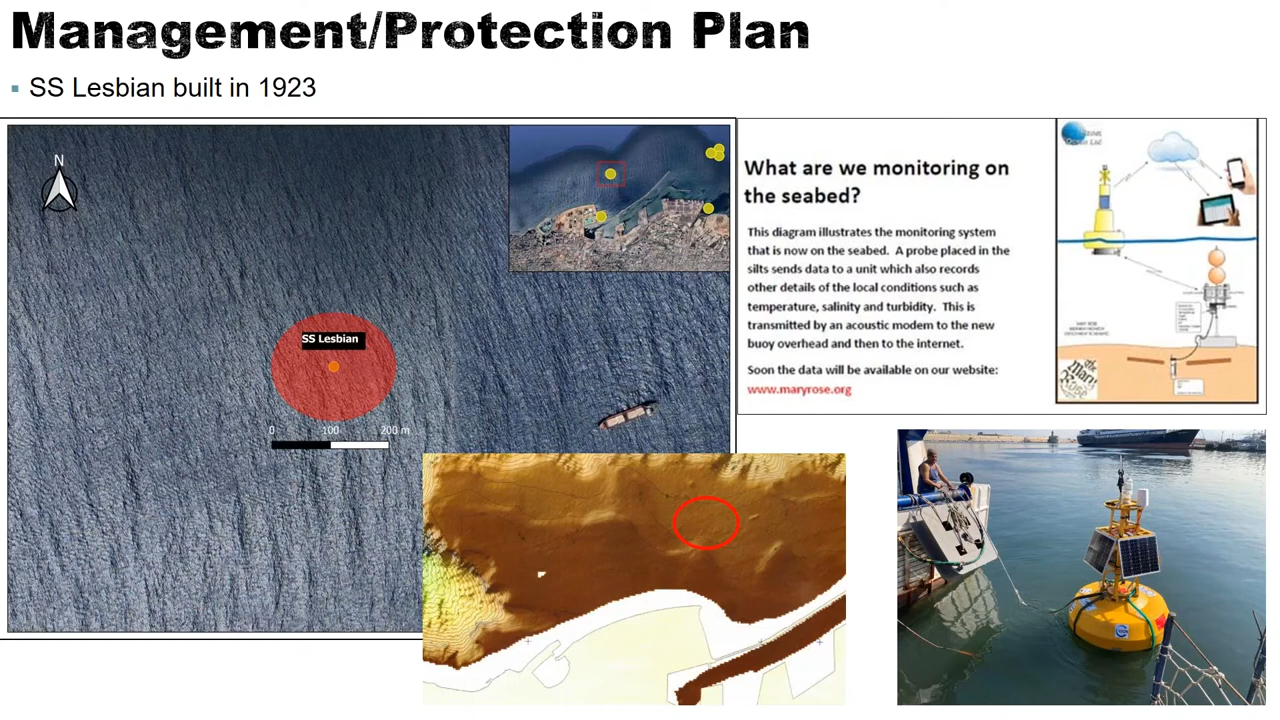 Management/Protection Plan
SS Lesbian built in 1923
N
SS Lesbian
0 100 200 m
What are we monitoring on
the seabed?
This diagram illustrates the monitoring system
that is now on the seabed. A probe placed in the
silts sends data to a unit which also records
other details of the local conditions such as
temperature, salinity and turbidity. This is
transmitted by an acoustic modem to the new
buoy overhead and then to the internet.
Soon the data will be available on our website:
www.maryrose.org
the
Mary
Rose